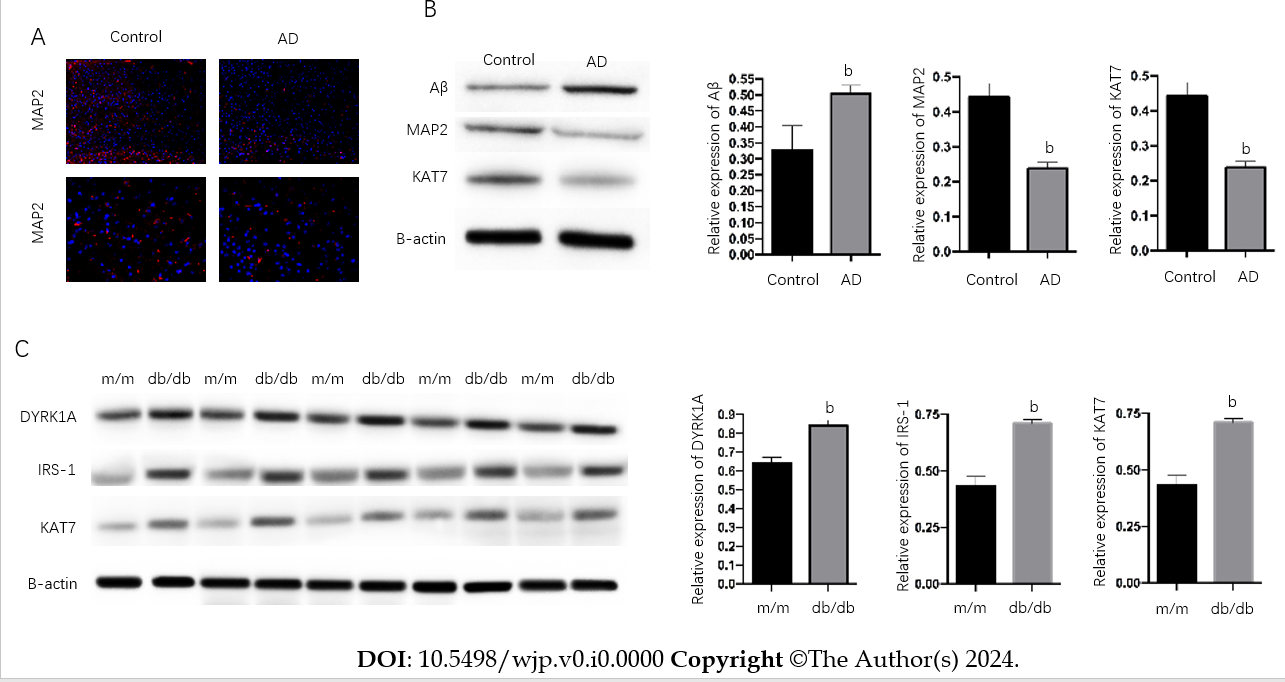 A
Control
AD
MAP2
MAP2
B
Control
AD
Aβ
MAP2
KAT7
B-actin
Relative expression of Aβ
0.55
0.50
0.45
0.40
0.35
0.30
0.25
0.20
0.15
0.10
0.05
0.00
b
Control
AD
Relative expression of MAP2
0.5
0.4
0.3
0.2
0.1
0.0
b
Control
AD
Relative expression of KAT7
0.5
0.4
0.3
0.2
0.1
0.0
b
Control
AD
C
m/m db/db m/m db/db m/m db/db m/m db/db m/m db/db
DYRK1A
IRS-1
KAT7
B-actin
Relative expression of DYRK1A
0.9
0.8
0.7
0.6
0.5
0.4
0.3
0.2
0.1
0.0
b
m/m
db/db
Relative expression of IRS-1
0.75
0.50
0.25
0.00
b
m/m
db/db
Relative expression of KAT7
0.75
0.50
0.25
0.00
b
m/m
db/db
DOI: 10.5498/wjp.v0.i0.0000 Copyright ©The Author(s) 2024.